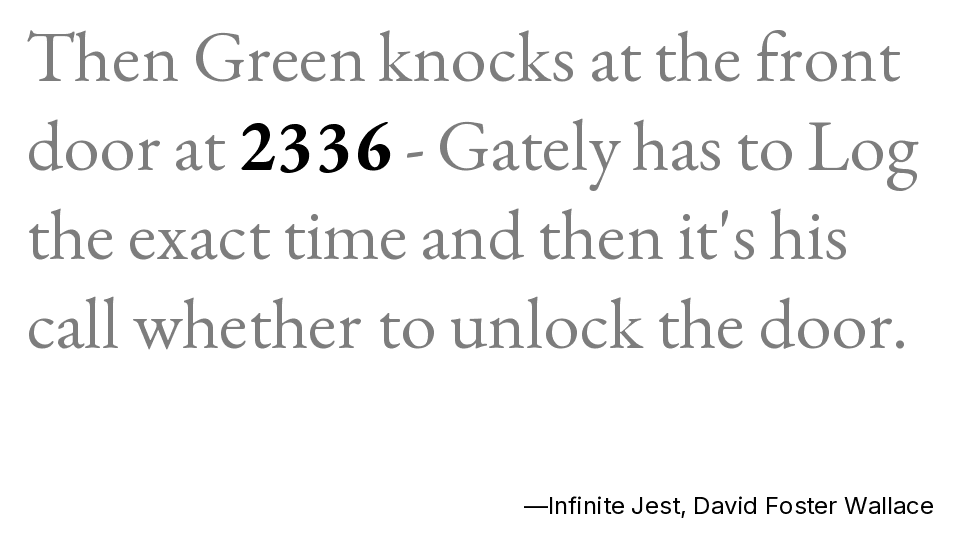 Then Green knocks at the front
door at 2336 - Gately has to Log
the exact time and then it's his
call whether to unlock the door.
—Infinite Jest, David Foster Wallace